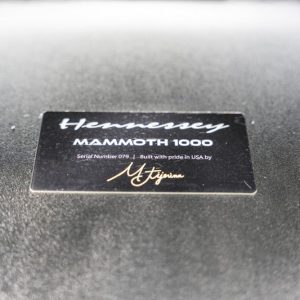 Hennessey
MAMMOTH 1000
Serial Number 079 | Built with pride in USA by